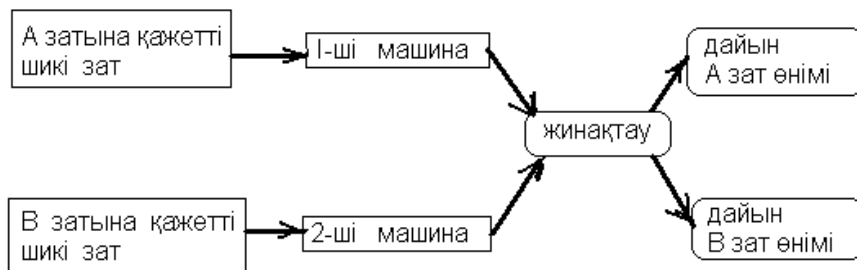 А затына қажетті
шикі зат
І-ші машина
жинақтау
дайын
А зат өнімі
В затына қажетті
шикі зат
2-ші машина
дайын
В зат өнімі